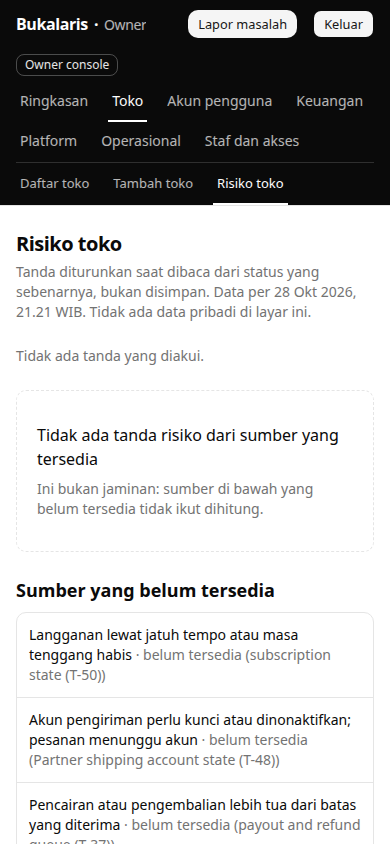 Bukalaris · Owner
Lapor masalah
Keluar
Owner console
Ringkasan Toko Akun pengguna Keuangan
Platform Operasional Staf dan akses
Daftar toko Tambah toko Risiko toko
Risiko toko
Tanda diturunkan saat dibaca dari status yang
sebenarnya, bukan disimpan. Data per 28 Okt 2026,
21.21 WIB. Tidak ada data pribadi di layar ini.
Tidak ada tanda yang diakui.
Tidak ada tanda risiko dari sumber yang
tersedia
Ini bukan jaminan: sumber di bawah yang
belum tersedia tidak ikut dihitung.
Sumber yang belum tersedia
Langganan lewat jatuh tempo atau masa
tenggang habis · belum tersedia (subscription
state (T-50))
Akun pengiriman perlu kunci atau dinonaktifkan;
pesanan menunggu akun · belum tersedia
(Partner shipping account state (T-48))
Pencairan atau pengembalian lebih tua dari batas
yang diterima · belum tersedia (payout and refund
queue (T-37))